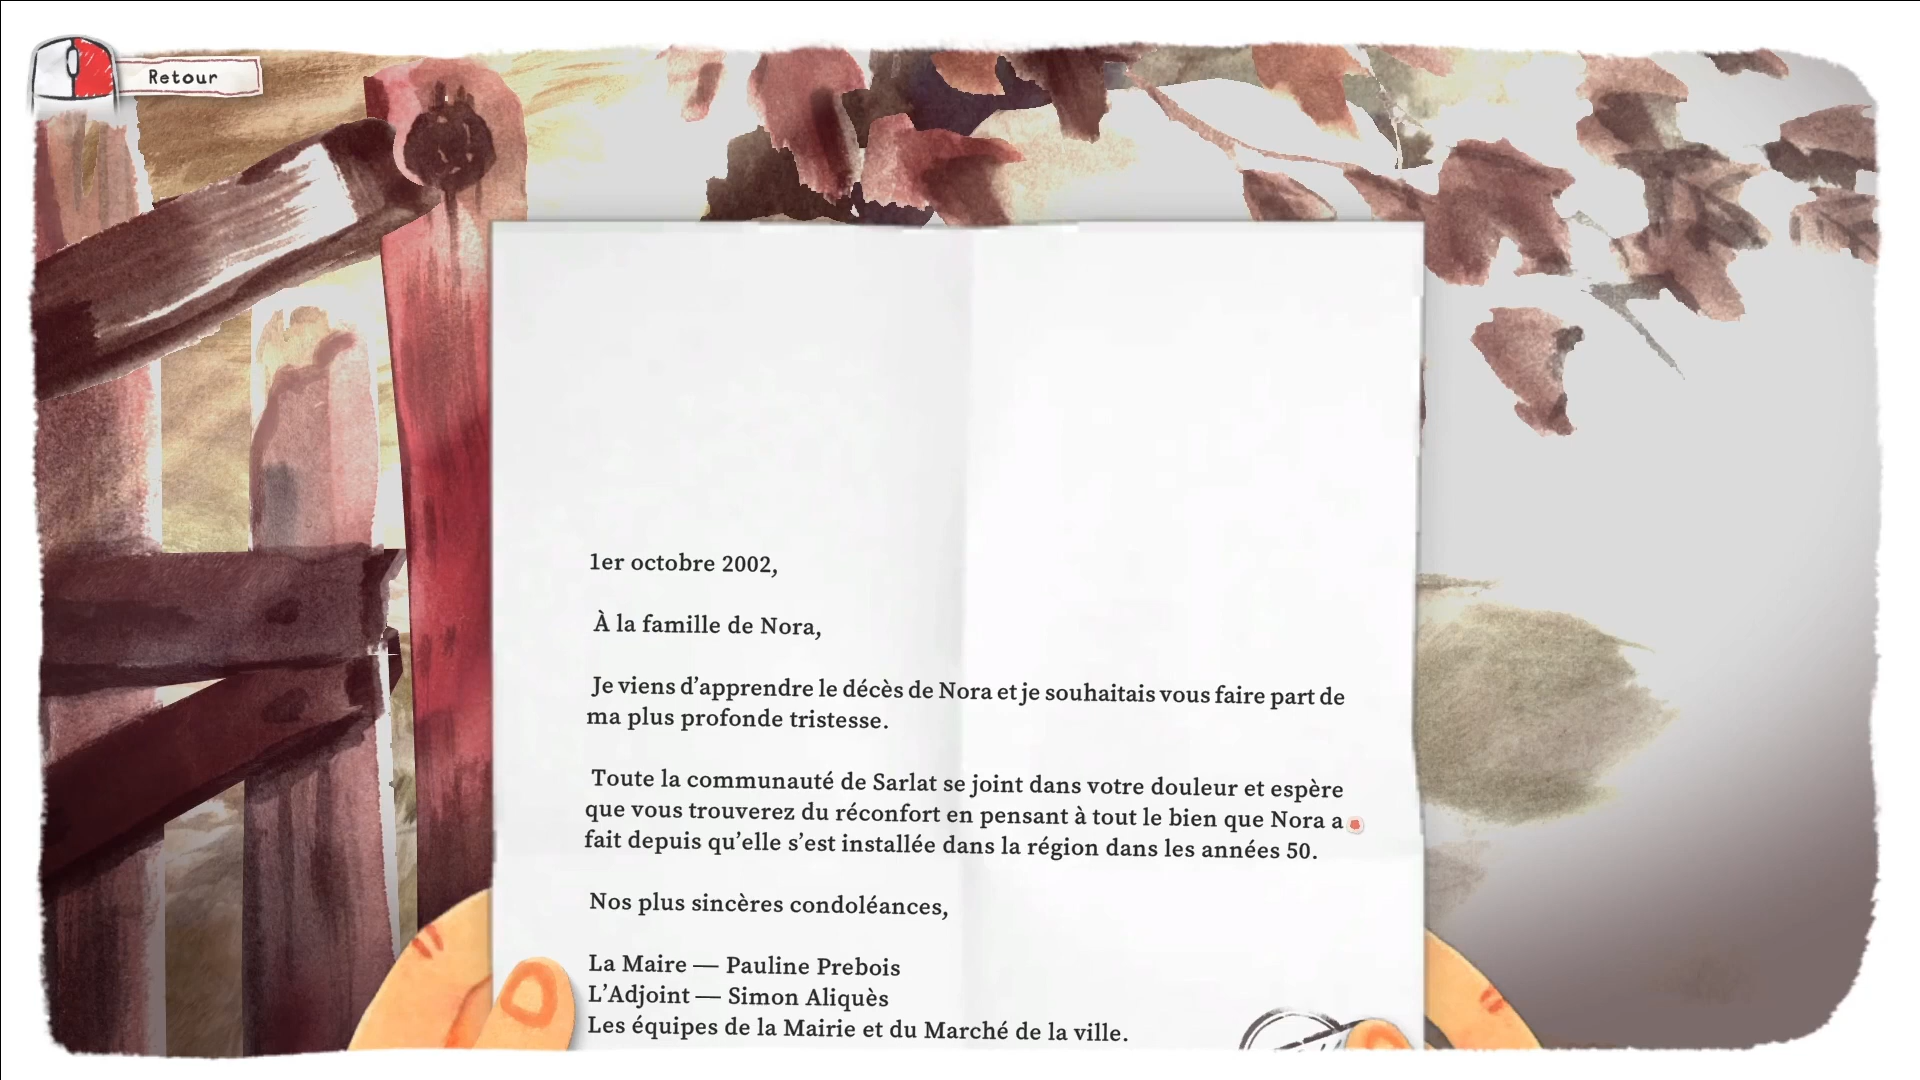 Retour
1er octobre 2002,
À la famille de Nora,
Je viens d’apprendre le décès de Nora et je souhaitais vous faire part de
ma plus profonde tristesse.
Toute la communauté de Sarlat se joint dans votre douleur et espère
que vous trouverez du réconfort en pensant à tout le bien que Nora a
fait depuis qu’elle s’est installée dans la région dans les années 50.
Nos plus sincères condoléances,
La Maire — Pauline Prebois
L’Adjoint — Simon Aliquès
Les équipes de la Mairie et du Marché de la ville.